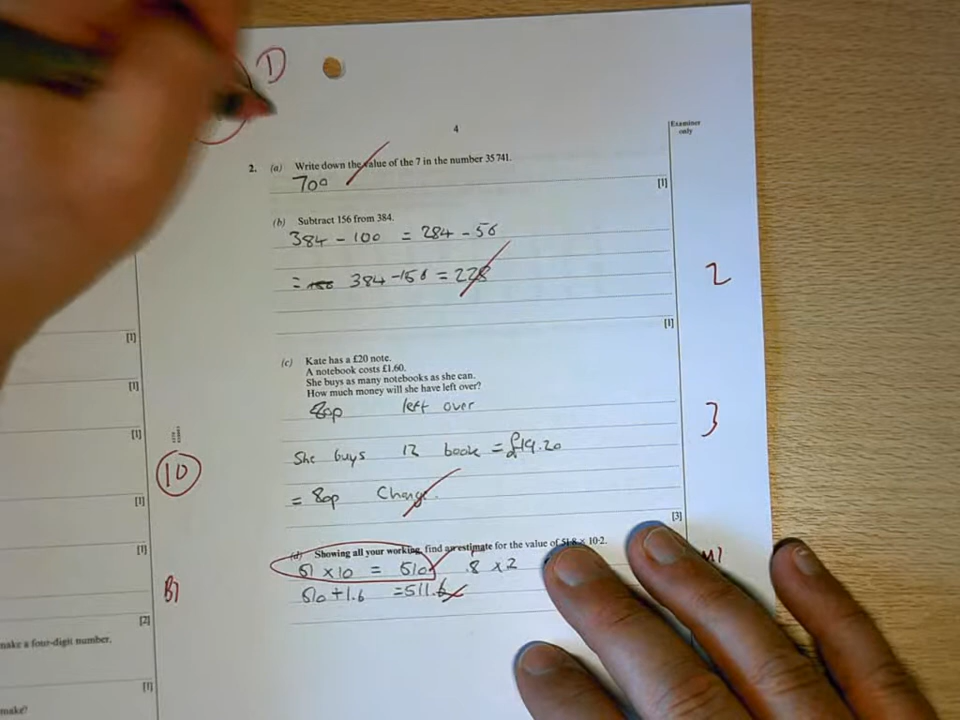 D
4
Examiner only
2. (a) Write down the value of the 7 in the number 35 741.
700
[1]
(b) Subtract 156 from 384.
384 - 100 = 284 - 56
= 384 - 156 = 228
2
[1]
(c) Kate has a £20 note.
A notebook costs £1.60.
She buys as many notebooks as she can.
How much money will she have left over?
80p left over
3
She buys 12 book = £19.20
= 80p Change.
[3]
(d) Showing all your working, find an estimate for the value of 51·8 × 10·2.
51 × 10 = 510 .8 × 2
M1
510 + 1.6 = 511.6
[1]
[1]
[1]
10
[1]
[1]
B1
[2]
make a four-digit number.
[1]
make?